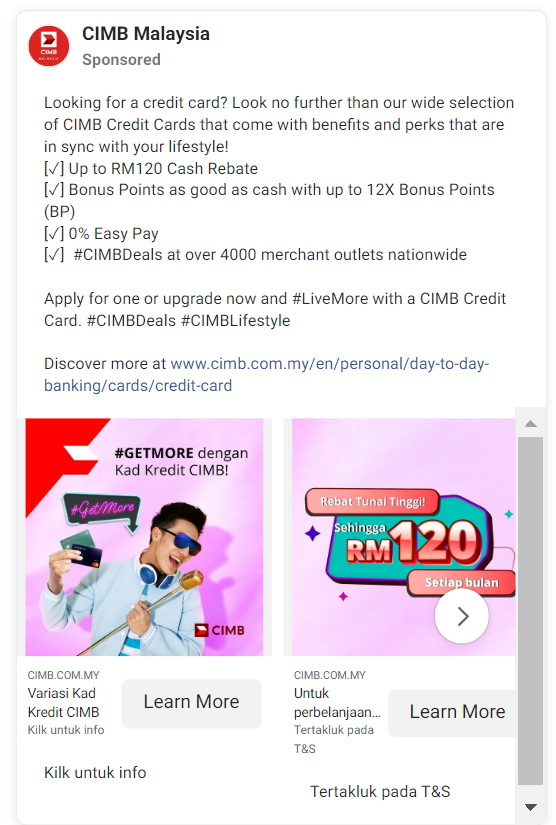 CIMB Malaysia
CIMB
MALAYSIA
Sponsored
Looking for a credit card? Look no further than our wide selection
of CIMB Credit Cards that come with benefits and perks that are
in sync with your lifestyle!
[✓] Up to RM120 Cash Rebate
[✓] Bonus Points as good as cash with up to 12X Bonus Points
(BP)
[✓] 0% Easy Pay
[✓]  #CIMBDeals at over 4000 merchant outlets nationwide
Apply for one or upgrade now and #LiveMore with a CIMB Credit
Card. #CIMBDeals #CIMBLifestyle
Discover more at www.cimb.com.my/en/personal/day-to-day-
banking/cards/credit-card
#GETMORE dengan
Kad Kredit CIMB!
#GetMore
CIMB
Rebat Tunai Tinggi!
Sehingga
RM120
Setiap bulan
CIMB.COM.MY
Variasi Kad
Kredit CIMB
Kilk untuk info
Learn More
Kilk untuk info
CIMB.COM.MY
Untuk
perbelanjaan...
Tertakluk pada
T&S
Learn More
Tertakluk pada T&S